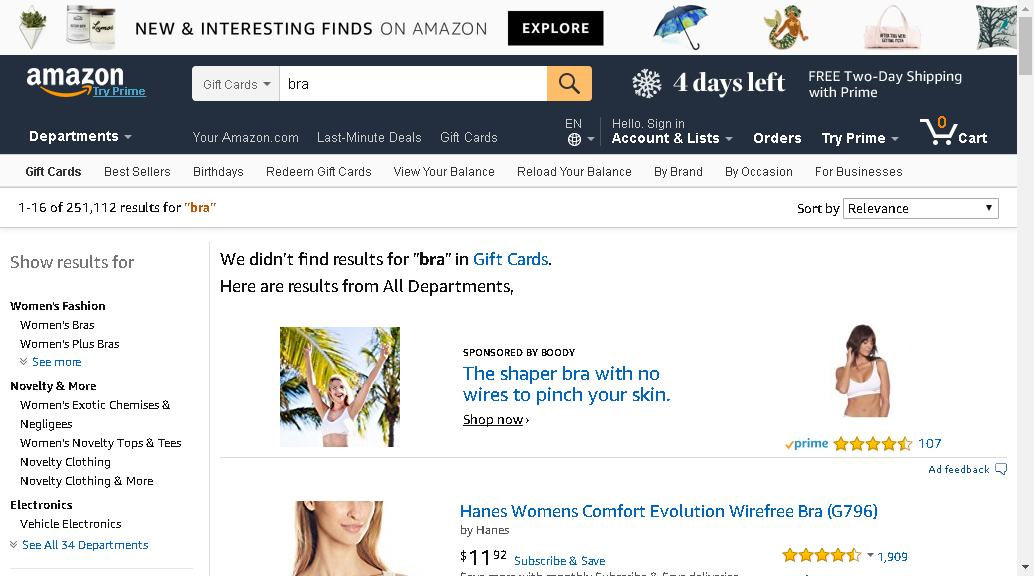 NEW & INTERESTING FINDS ON AMAZON EXPLORE
amazon
Try Prime
Gift Cards bra
4 days left
FREE Two-Day Shipping
with Prime
Departments
Your Amazon.com Last-Minute Deals Gift Cards
EN
Hello. Sign in
Account & Lists Orders Try Prime 0 Cart
Gift Cards Best Sellers Birthdays Redeem Gift Cards View Your Balance Reload Your Balance By Brand By Occasion For Businesses
1-16 of 251,112 results for "bra"
Sort by Relevance
Show results for
Women's Fashion
Women's Bras
Women's Plus Bras
See more
Novelty & More
Women's Exotic Chemises &
Negligees
Women's Novelty Tops & Tees
Novelty Clothing
Novelty Clothing & More
Electronics
Vehicle Electronics
See All 34 Departments
We didn't find results for "bra" in Gift Cards.
Here are results from All Departments,
SPONSORED BY BOODY
The shaper bra with no
wires to pinch your skin.
Shop now ›
prime 107
Ad feedback
Hanes Womens Comfort Evolution Wirefree Bra (G796)
by Hanes
$11 92 Subscribe & Save
1,909